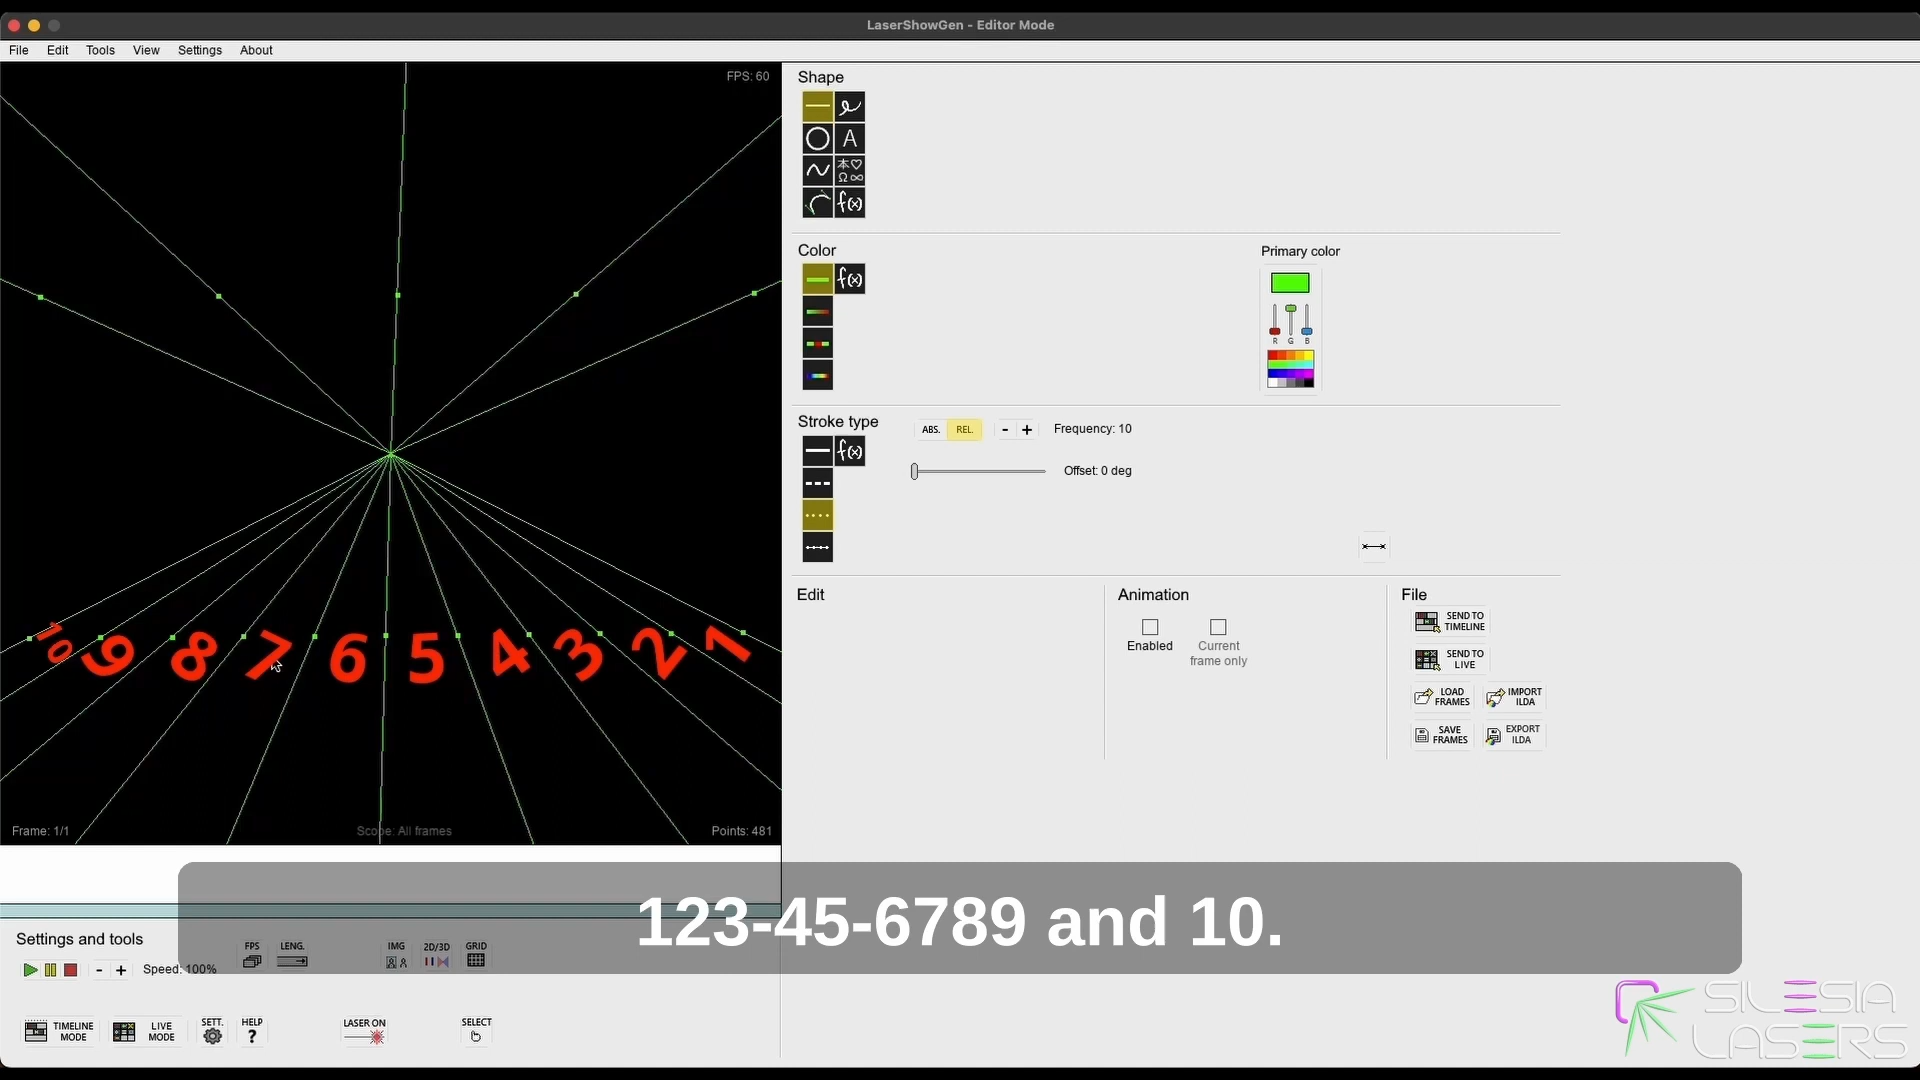 LaserShowGen - Editor Mode
File Edit Tools View Settings About
FPS: 60
Shape
A
本♡
Ω∞
f(x)
Color
f(x)
Primary color
R G B
Stroke type
ABS. REL. - + Frequency: 10
f(x)
Offset: 0 deg
10 9 8 7 6 5 4 3 2 1
Frame: 1/1 Scope: All frames Points: 481
Edit
Animation
Enabled
Current
frame only
File
SEND TO
TIMELINE
SEND TO
LIVE
LOAD
FRAMES
IMPORT
ILDA
SAVE
FRAMES
EXPORT
ILDA
123-45-6789 and 10.
Settings and tools
- + Speed: 100%
FPS LENG. IMG 2D/3D GRID
TIMELINE
MODE
LIVE
MODE
SETT. HELP
?
LASER ON
SELECT
SILESIA
LASERS